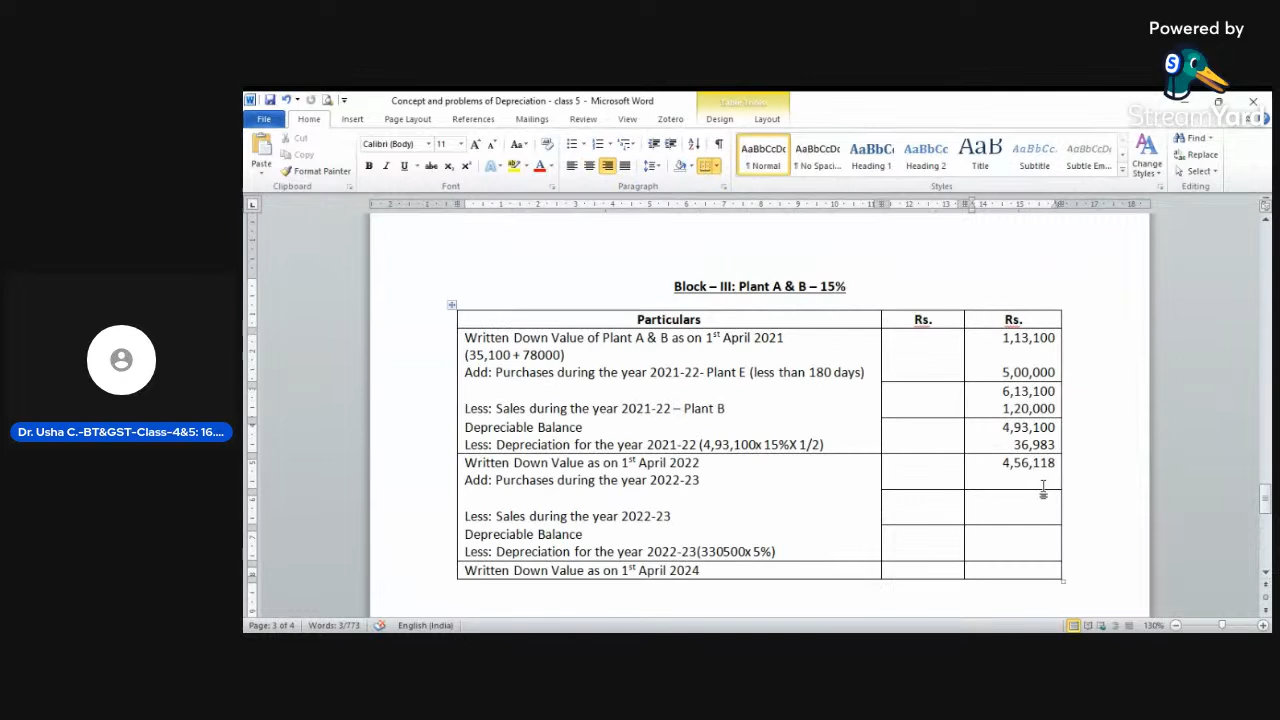 Powered by
S
StreamYard
Concept and problems of Depreciation - class 5 - Microsoft Word
Table Tools
File Home Insert Page Layout References Mailings Review View Zotero Design Layout
Cut
Copy
Paste
Format Painter
Calibri (Body) 11
AaBbCcDc AaBbCcDc AaBbC AaBbCc AaB AaBbCc. AaBbCcDc
¶ Normal ¶ No Spaci... Heading 1 Heading 2 Title Subtitle Subtle Em...
Change Styles
Find
Replace
Select
Clipboard Font Paragraph Styles Editing
Block – III: Plant A & B – 15%
Particulars Rs. Rs.
Written Down Value of Plant A & B as on 1st April 2021 1,13,100
(35,100 + 78000)
Add: Purchases during the year 2021-22- Plant E (less than 180 days) 5,00,000
6,13,100
Less: Sales during the year 2021-22 – Plant B 1,20,000
Depreciable Balance 4,93,100
Less: Depreciation for the year 2021-22 (4,93,100x 15%X 1/2) 36,983
Written Down Value as on 1st April 2022 4,56,118
Add: Purchases during the year 2022-23
Less: Sales during the year 2022-23
Depreciable Balance
Less: Depreciation for the year 2022-23(330500x 5%)
Written Down Value as on 1st April 2024
Dr. Usha C.-BT&GST-Class-4&5: 16....
Page: 3 of 4 Words: 3/773 English (India) 130%